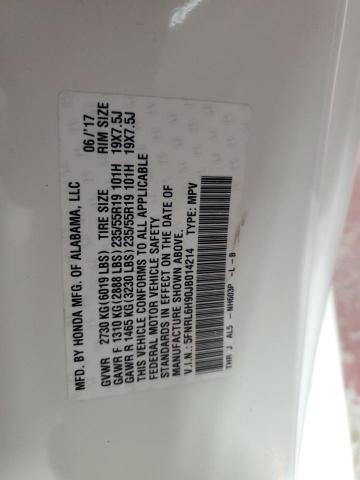 MFD. BY HONDA MFG. OF ALABAMA, LLC 06/'17
GVWR 2730 KG (6019 LBS) TIRE SIZE RIM SIZE
GAWR F 1310 KG (2888 LBS) 235/55R19 101H 19X7.5J
GAWR R 1465 KG (3230 LBS) 235/55R19 101H 19X7.5J
THIS VEHICLE CONFORMS TO ALL APPLICABLE
FEDERAL MOTOR VEHICLE SAFETY
STANDARDS IN EFFECT ON THE DATE OF
MANUFACTURE SHOWN ABOVE.
V.I.N.:5FNRL6H90JB014214 TYPE: MPV
THR J AL5 - NH603P -L - B